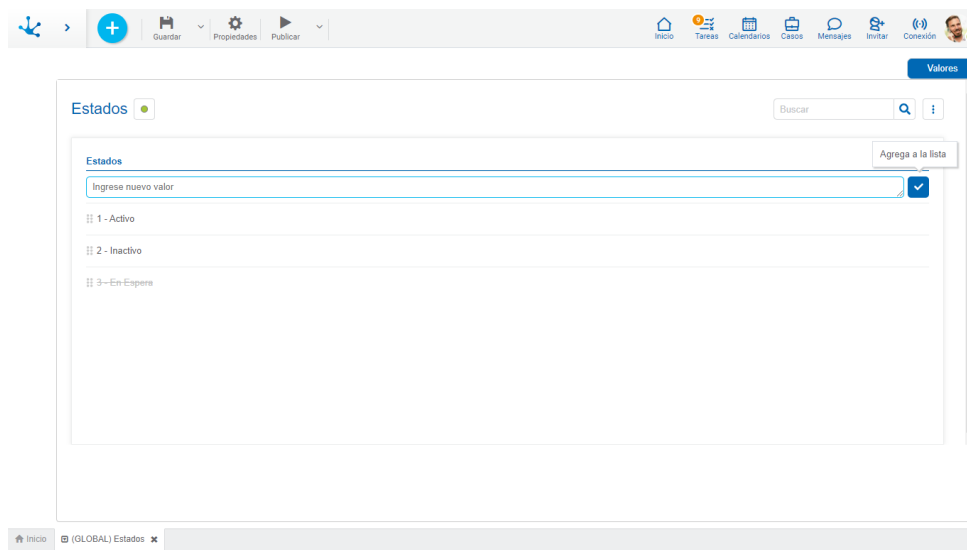 Guardar
Propiedades
Publicar
Inicio
9
Tareas
Calendarios
Casos
Mensajes
Invitar
Conexión
Valores
Estados
Buscar
Agrega a la lista
Estados
Ingrese nuevo valor
1 - Activo
2 - Inactivo
3 - En Espera
Inicio
(GLOBAL) Estados